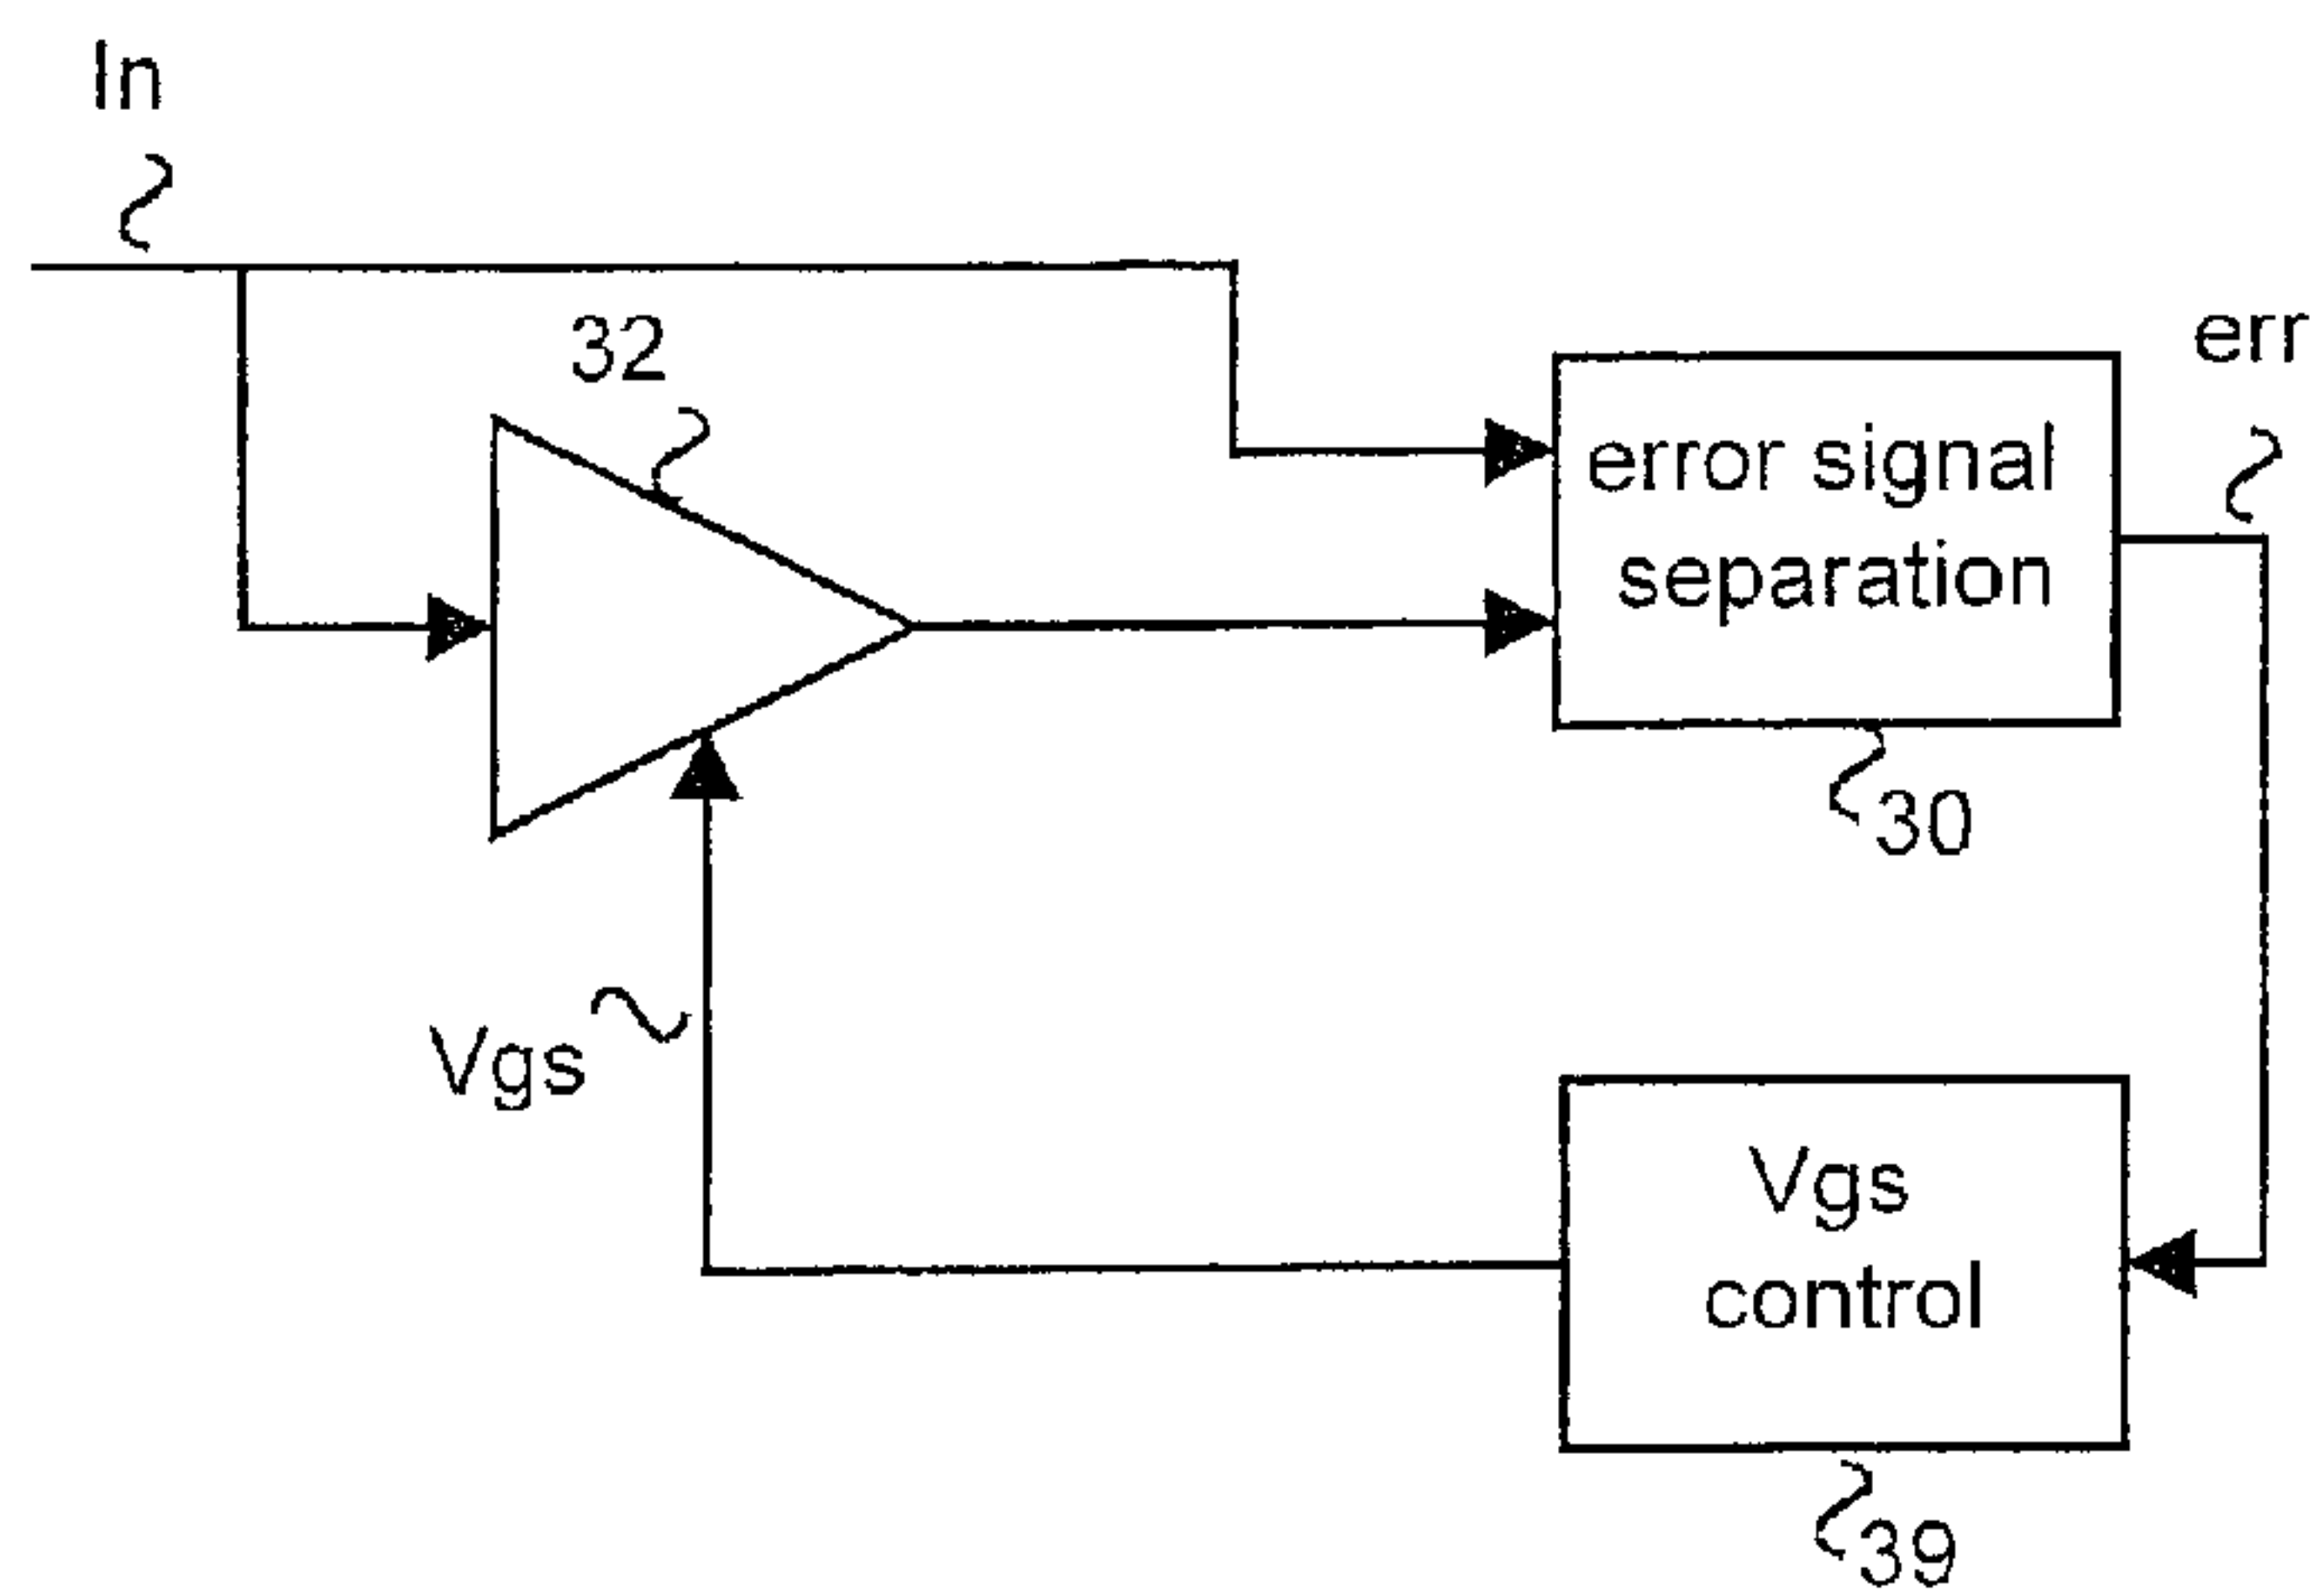 In
32
err
error signal
separation
30
Vgs
Vgs
control
39